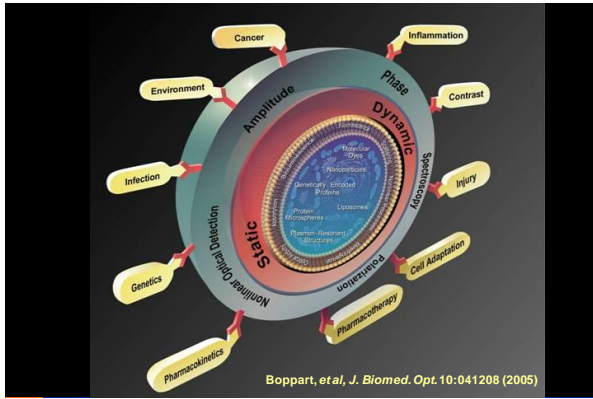 Cancer
Inflammation
Environment
Contrast
Infection
Injury
Genetics
Cell Adaptation
Pharmacokinetics
Pharmacotherapy
Amplitude
Phase
Spectroscopy
Polarization
Nonlinear Optical Detection
Dynamic
Static
Fluorescence
Molecular
Dyes
Nanoparticles
Genetically Encoded
Proteins
Liposomes
Protein
Microspheres
Plasmon-Resonant
Structures
Boppart, et al, J. Biomed. Opt. 10:041208 (2005)